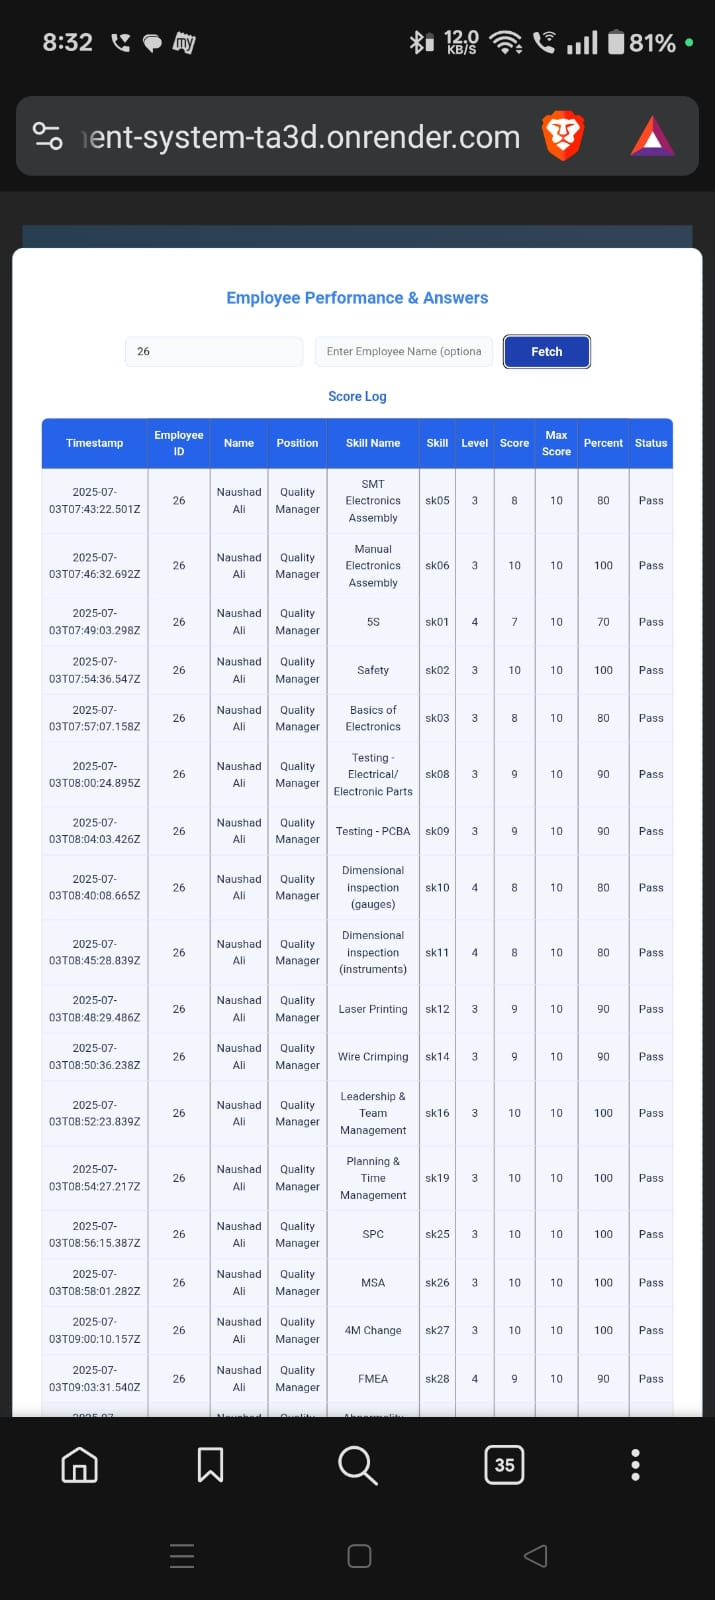 8:32
12.0
KB/S
81%
ent-system-ta3d.onrender.com
Employee Performance & Answers
26
Enter Employee Name (optiona
Fetch
Score Log
Timestamp Employee ID Name Position Skill Name Skill Level Score Max Score Percent Status
2025-07-03T07:43:22.501Z 26 Naushad Ali Quality Manager SMT Electronics Assembly sk05 3 8 10 80 Pass
2025-07-03T07:46:32.692Z 26 Naushad Ali Quality Manager Manual Electronics Assembly sk06 3 10 10 100 Pass
2025-07-03T07:49:03.298Z 26 Naushad Ali Quality Manager 5S sk01 4 7 10 70 Pass
2025-07-03T07:54:36.547Z 26 Naushad Ali Quality Manager Safety sk02 3 10 10 100 Pass
2025-07-03T07:57:07.158Z 26 Naushad Ali Quality Manager Basics of Electronics sk03 3 8 10 80 Pass
2025-07-03T08:00:24.895Z 26 Naushad Ali Quality Manager Testing - Electrical/ Electronic Parts sk08 3 9 10 90 Pass
2025-07-03T08:04:03.426Z 26 Naushad Ali Quality Manager Testing - PCBA sk09 3 9 10 90 Pass
2025-07-03T08:40:08.665Z 26 Naushad Ali Quality Manager Dimensional inspection (gauges) sk10 4 8 10 80 Pass
2025-07-03T08:45:28.839Z 26 Naushad Ali Quality Manager Dimensional inspection (instruments) sk11 4 8 10 80 Pass
2025-07-03T08:48:29.486Z 26 Naushad Ali Quality Manager Laser Printing sk12 3 9 10 90 Pass
2025-07-03T08:50:36.238Z 26 Naushad Ali Quality Manager Wire Crimping sk14 3 9 10 90 Pass
2025-07-03T08:52:23.839Z 26 Naushad Ali Quality Manager Leadership & Team Management sk16 3 10 10 100 Pass
2025-07-03T08:54:27.217Z 26 Naushad Ali Quality Manager Planning & Time Management sk19 3 10 10 100 Pass
2025-07-03T08:56:15.387Z 26 Naushad Ali Quality Manager SPC sk25 3 10 10 100 Pass
2025-07-03T08:58:01.282Z 26 Naushad Ali Quality Manager MSA sk26 3 10 10 100 Pass
2025-07-03T09:00:10.157Z 26 Naushad Ali Quality Manager 4M Change sk27 3 10 10 100 Pass
2025-07-03T09:03:31.540Z 26 Naushad Ali Quality Manager FMEA sk28 4 9 10 90 Pass
35